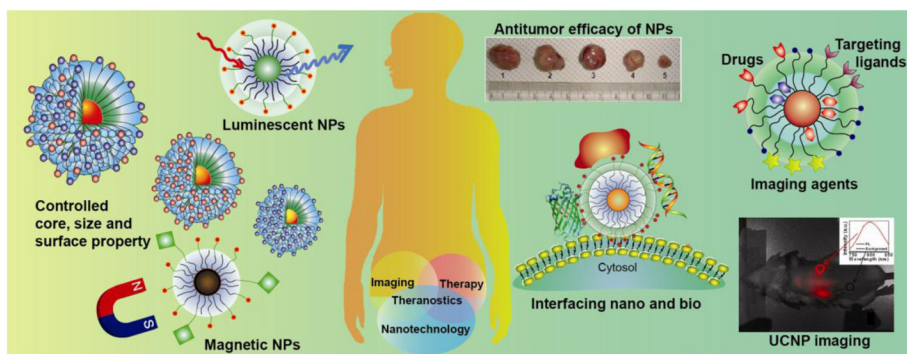 Antitumor efficacy of NPs
1 2 3 4 5
Targeting
ligands
Drugs
Luminescent NPs
Imaging agents
Controlled
core, size and
surface property
Cytosol
Imaging
Therapy
Theranostics
Nanotechnology
Interfacing nano and bio
N
S
Magnetic NPs
UCNP imaging